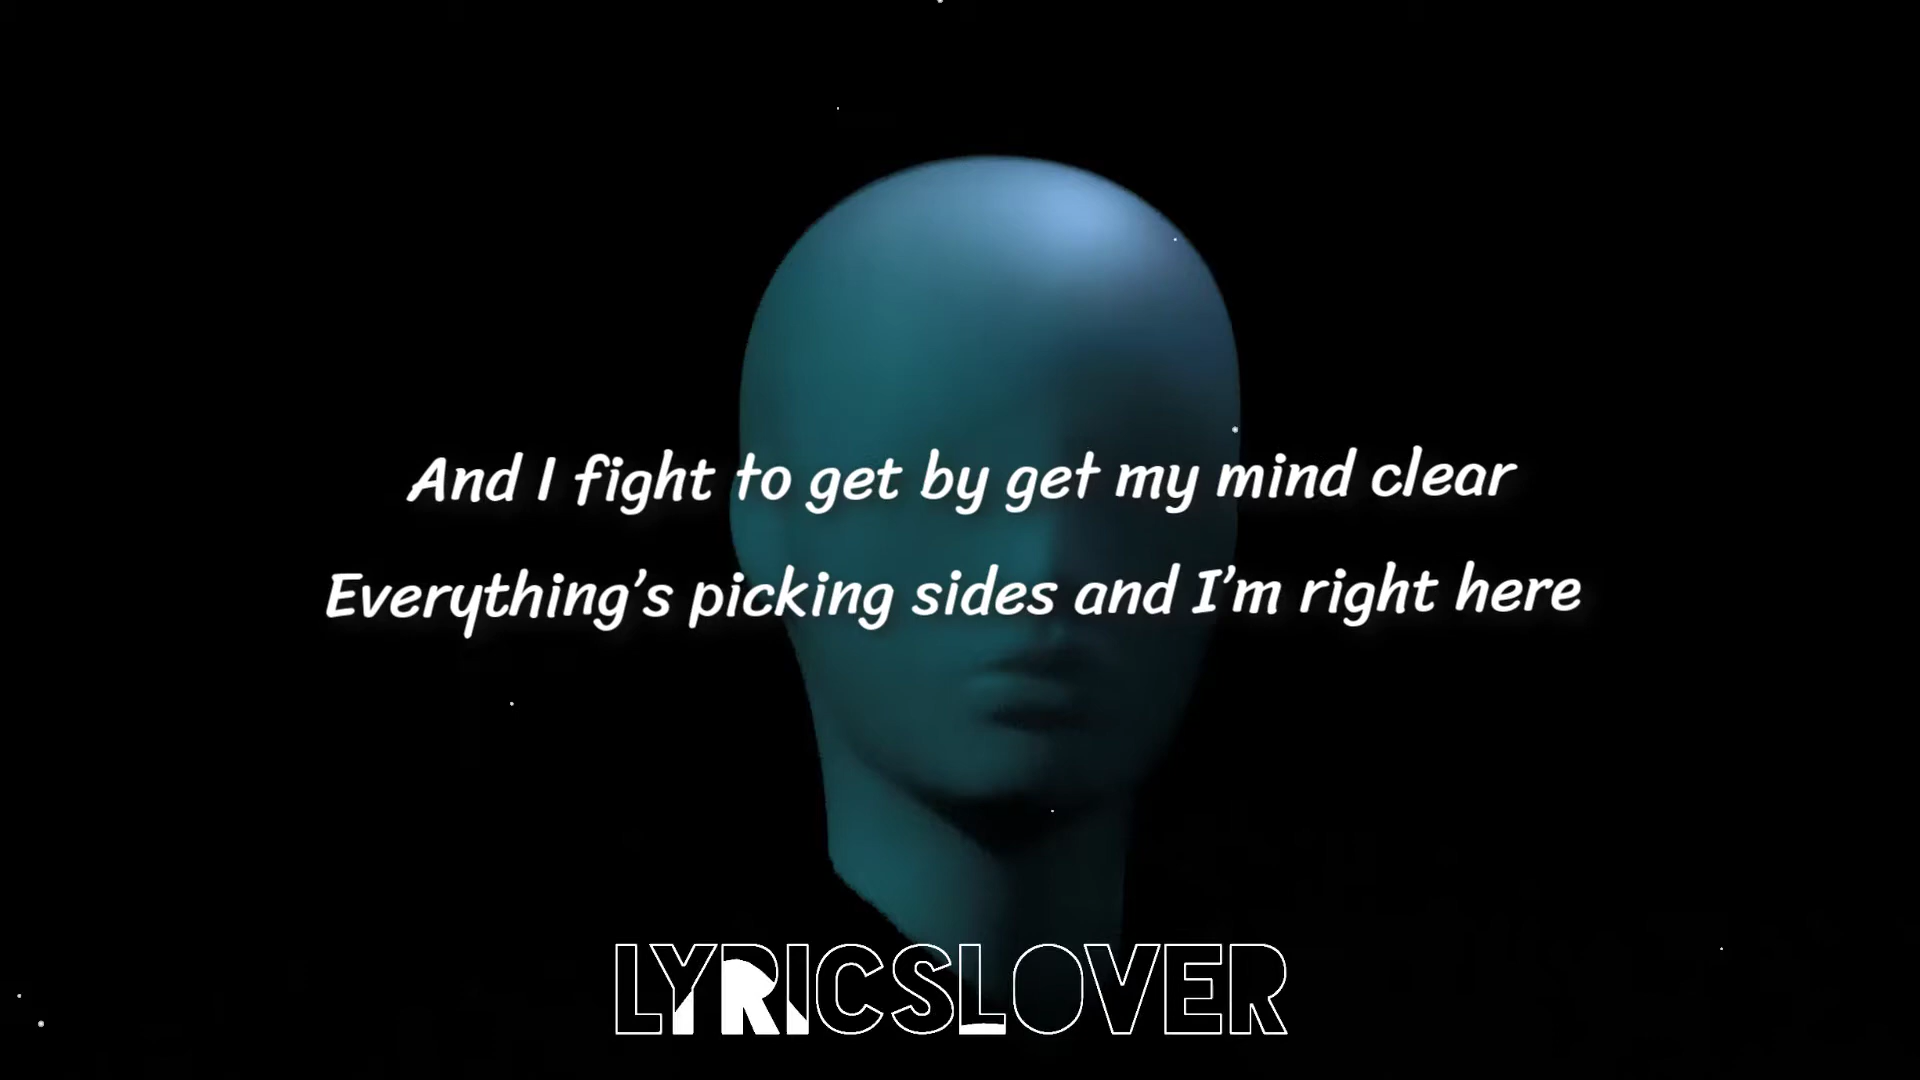 And I fight to get by get my mind clear
Everything's picking sides and I'm right here
LYRICSLOVER